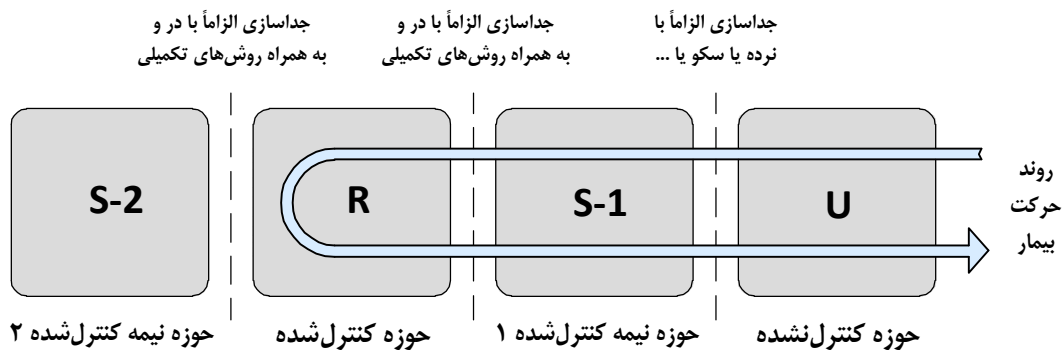 جداسازی الزاماً با
نرده یا سکو یا ...
جداسازی الزاماً با در و
به همراه روش‌های تکمیلی
جداسازی الزاماً با در و
به همراه روش‌های تکمیلی
U
S-1
R
S-2
روند
حرکت
بیمار
حوزه کنترل‌نشده
حوزه نیمه کنترل‌شده ۱
حوزه کنترل‌شده
حوزه نیمه کنترل‌شده ۲